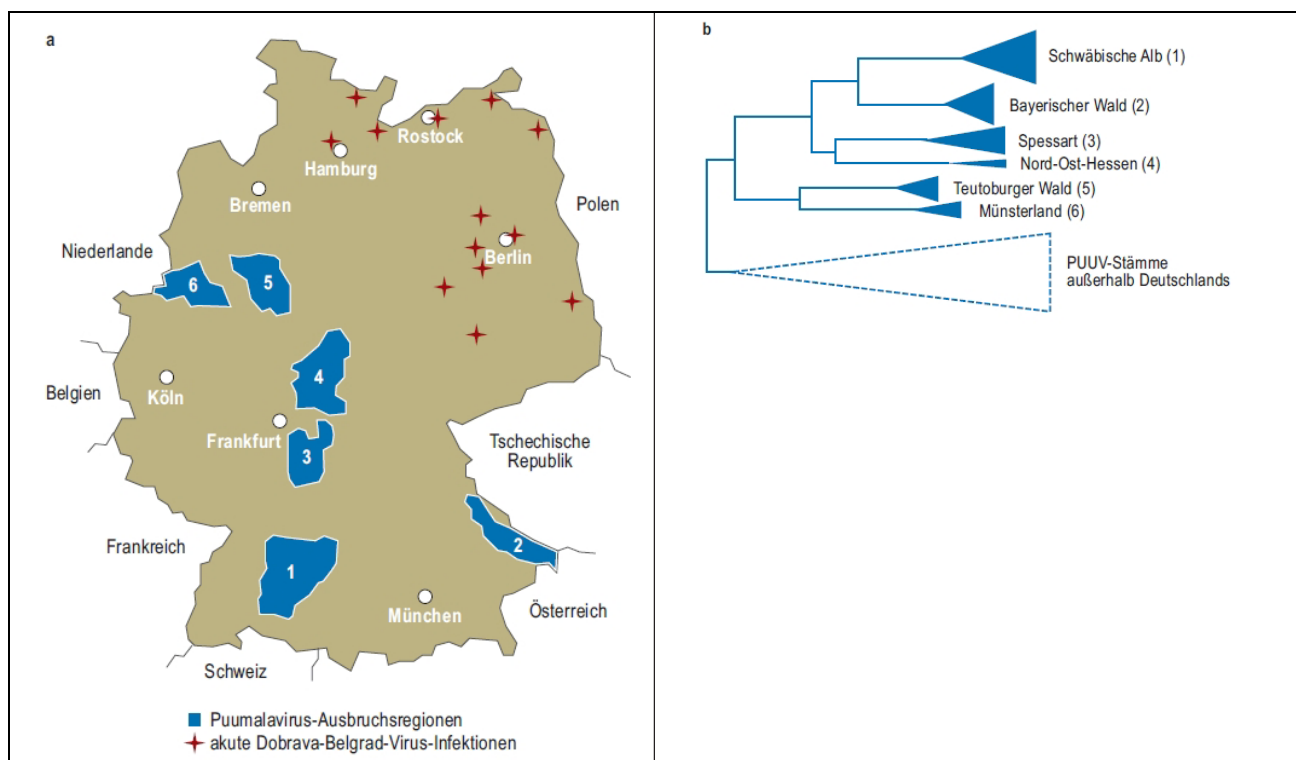 a
Rostock
Hamburg
Bremen
Polen
Niederlande
Berlin
6
5
4
Belgien
Köln
Frankfurt
3
Tschechische
Republik
2
Frankreich
1
München
Österreich
Schweiz
Puumalavirus-Ausbruchsregionen
akute Dobrava-Belgrad-Virus-Infektionen
b
Schwäbische Alb (1)
Bayerischer Wald (2)
Spessart (3)
Nord-Ost-Hessen (4)
Teutoburger Wald (5)
Münsterland (6)
PUUV-Stämme
außerhalb Deutschlands